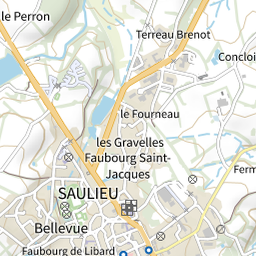 le Perron
Terreau Brenot
Concloi
le Fourneau
les Gravelles
Faubourg Saint-
Jacques
Ferm
SAULIEU
Bellevue
Faubourg de Libard